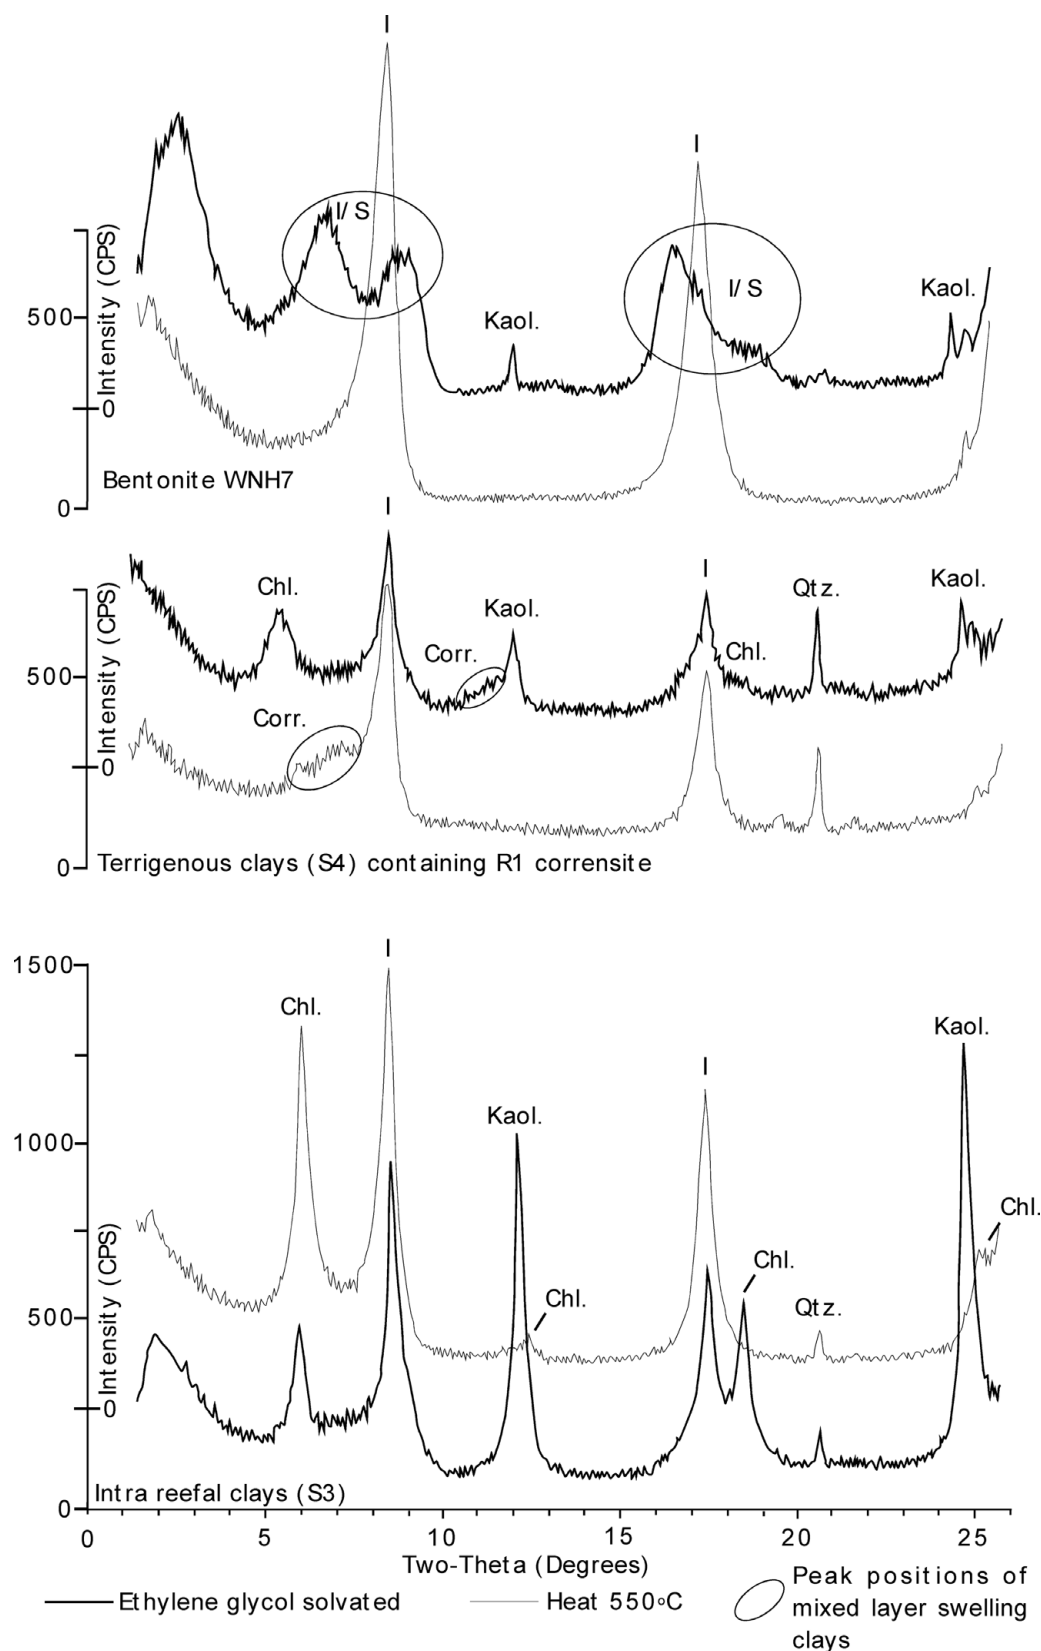 I
I
I/S
I/S
Kaol.
Kaol.
Intensity (CPS)
500
0
Bentonite WNH7
0
I
I
Chl.
Kaol.
Qtz.
Kaol.
Corr.
Chl.
Intensity (CPS)
500
Corr.
0
0
Terrigenous clays (S4) containing R1 corrensite
I
1500
Chl.
Kaol.
I
Kaol.
1000
Chl.
Chl.
Chl.
Qtz.
Intensity (CPS)
500
0
Intra reefal clays (S3)
0
0 5 10 15 20 25
Two-Theta (Degrees)
Ethylene glycol solvated
Heat 550°C
Peak positions of
mixed layer swelling
clays